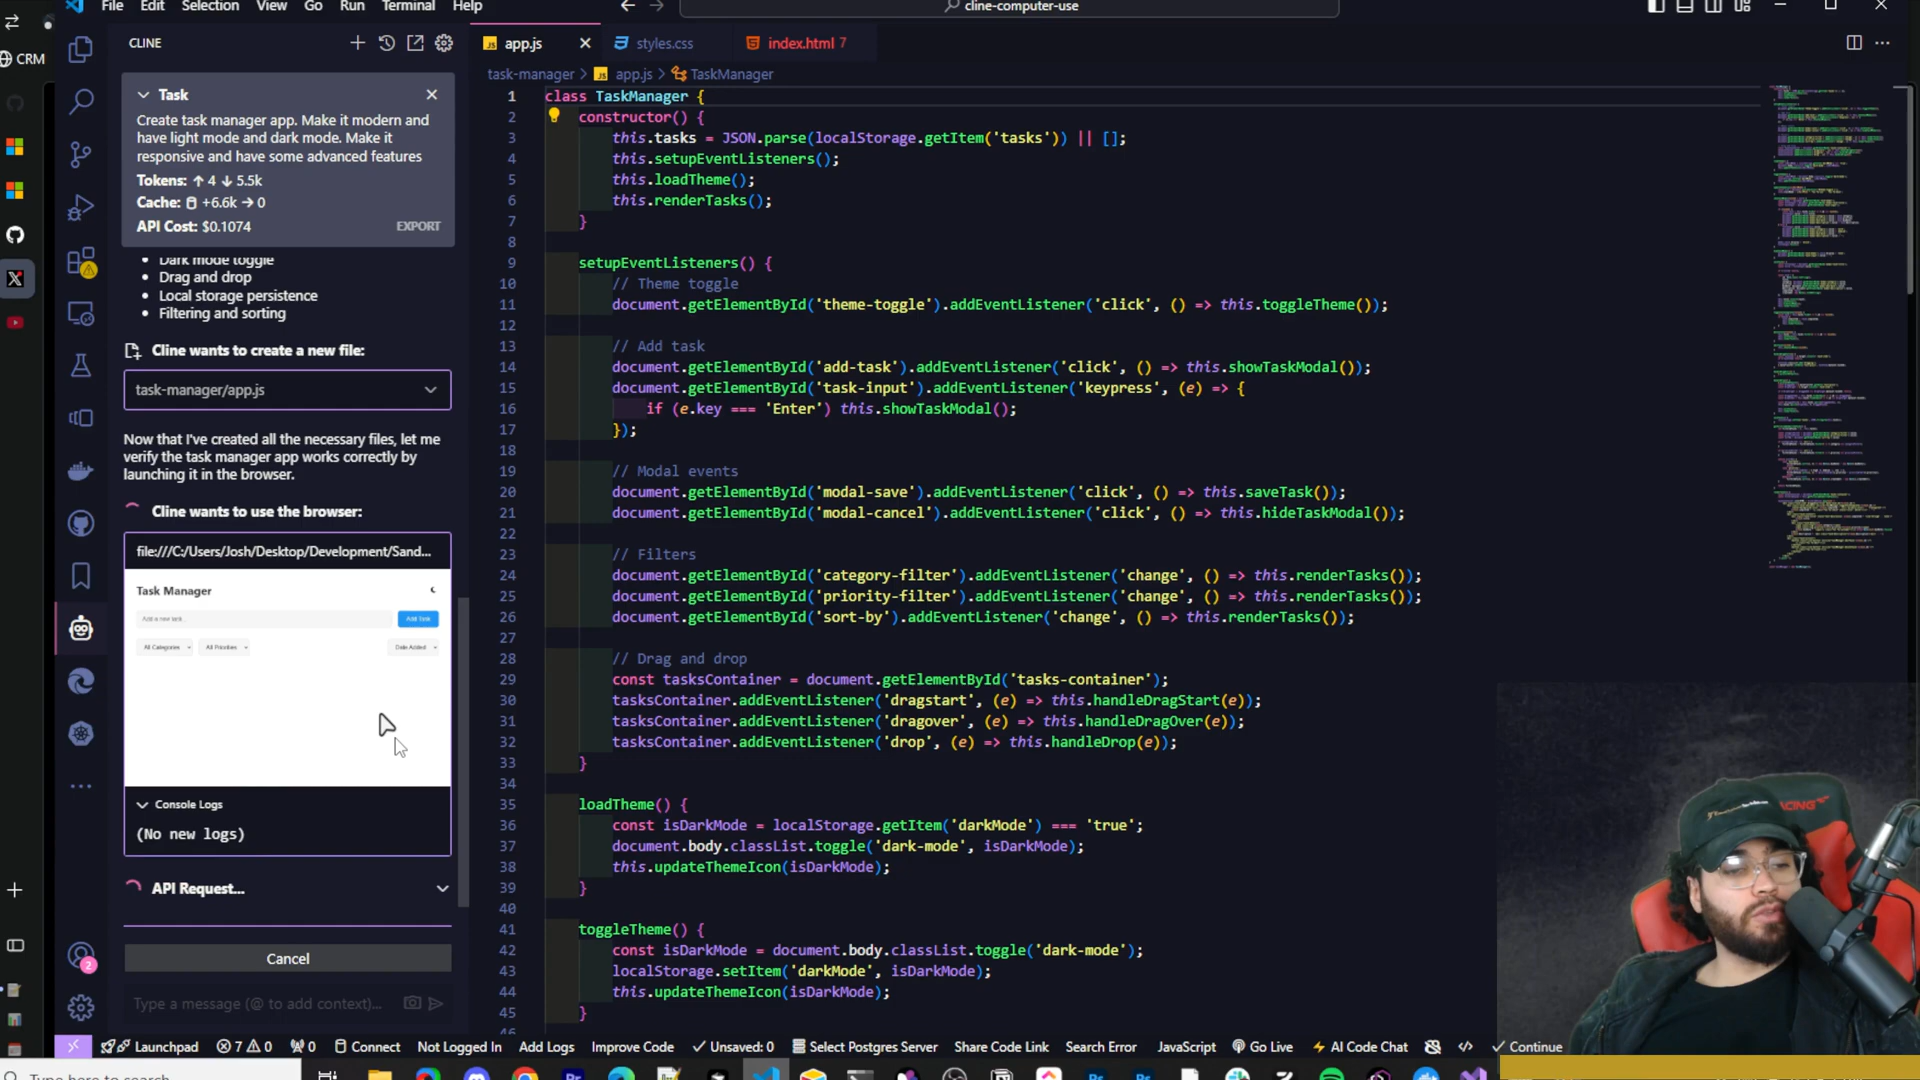 File Edit Selection View Go Run Terminal Help
cline-computer-use
CRM
CLINE
Task
Create task manager app. Make it modern and
have light mode and dark mode. Make it
responsive and have some advanced features
Tokens: ↑ 4 ↓ 5.5k
Cache: +6.6k → 0
API Cost: $0.1074
EXPORT
• Dark mode toggle
• Drag and drop
• Local storage persistence
• Filtering and sorting
Cline wants to create a new file:
task-manager/app.js
Now that I've created all the necessary files, let me
verify the task manager app works correctly by
launching it in the browser.
Cline wants to use the browser:
file:///C:/Users/Josh/Desktop/Development/Sand...
Task Manager
Add a new task...
Add Task
All Categories
All Priorities
Date Added
Console Logs
(No new logs)
API Request...
Cancel
Type a message (@ to add context)...
2
app.js
styles.css
index.html 7
task-manager > app.js > TaskManager
1 class TaskManager {
2 constructor() {
3 this.tasks = JSON.parse(localStorage.getItem('tasks')) || [];
4 this.setupEventListeners();
5 this.loadTheme();
6 this.renderTasks();
7 }
8
9 setupEventListeners() {
10 // Theme toggle
11 document.getElementById('theme-toggle').addEventListener('click', () => this.toggleTheme());
12
13 // Add task
14 document.getElementById('add-task').addEventListener('click', () => this.showTaskModal());
15 document.getElementById('task-input').addEventListener('keypress', (e) => {
16 if (e.key === 'Enter') this.showTaskModal();
17 });
18
19 // Modal events
20 document.getElementById('modal-save').addEventListener('click', () => this.saveTask());
21 document.getElementById('modal-cancel').addEventListener('click', () => this.hideTaskModal());
22
23 // Filters
24 document.getElementById('category-filter').addEventListener('change', () => this.renderTasks());
25 document.getElementById('priority-filter').addEventListener('change', () => this.renderTasks());
26 document.getElementById('sort-by').addEventListener('change', () => this.renderTasks());
27
28 // Drag and drop
29 const tasksContainer = document.getElementById('tasks-container');
30 tasksContainer.addEventListener('dragstart', (e) => this.handleDragStart(e));
31 tasksContainer.addEventListener('dragover', (e) => this.handleDragOver(e));
32 tasksContainer.addEventListener('drop', (e) => this.handleDrop(e));
33 }
34
35 loadTheme() {
36 const isDarkMode = localStorage.getItem('darkMode') === 'true';
37 document.body.classList.toggle('dark-mode', isDarkMode);
38 this.updateThemeIcon(isDarkMode);
39 }
40
41 toggleTheme() {
42 const isDarkMode = document.body.classList.toggle('dark-mode');
43 localStorage.setItem('darkMode', isDarkMode);
44 this.updateThemeIcon(isDarkMode);
45 }
46
Launchpad 7 0 0 Connect Not Logged In Add Logs Improve Code Unsaved: 0 Select Postgres Server Share Code Link Search Error JavaScript Go Live AI Code Chat Continue
Type here to search